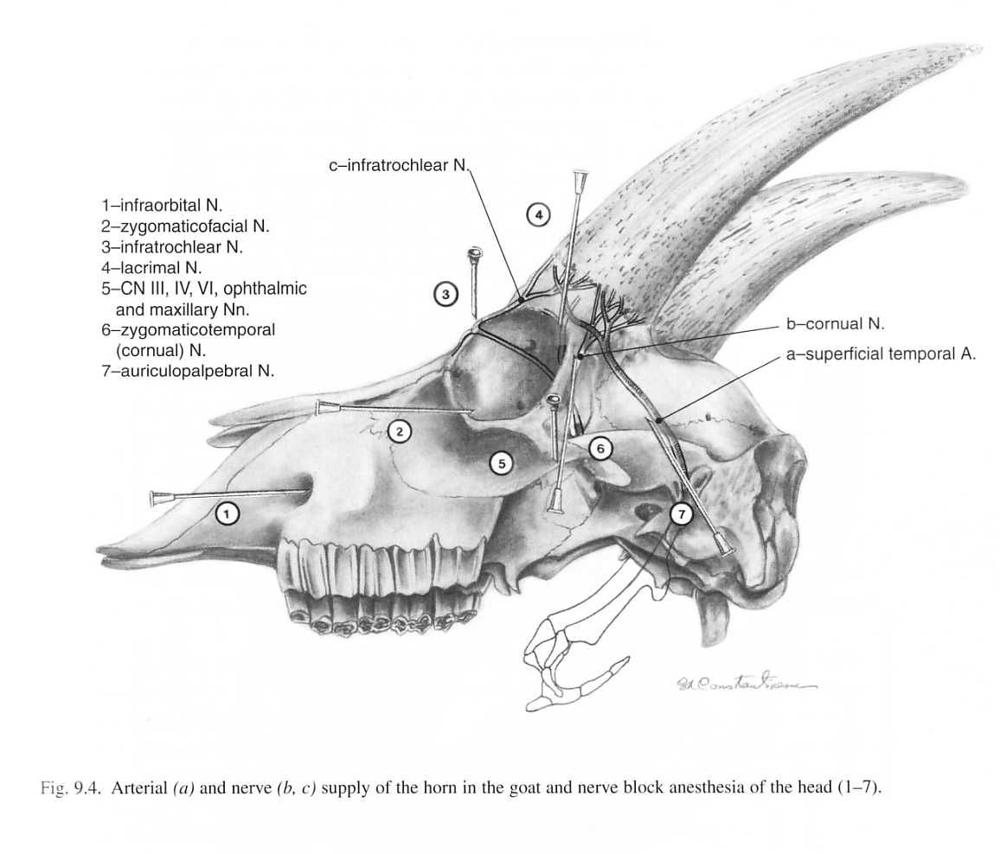 c–infratrochlear N.
1–infraorbital N.
2–zygomaticofacial N.
3–infratrochlear N.
4–lacrimal N.
5–CN III, IV, VI, ophthalmic
and maxillary Nn.
6–zygomaticotemporal
(cornual) N.
7–auriculopalpebral N.
4
3
b–cornual N.
a–superficial temporal A.
2
6
5
1
7
Fig. 9.4. Arterial (a) and nerve (b, c) supply of the horn in the goat and nerve block anesthesia of the head (1–7).